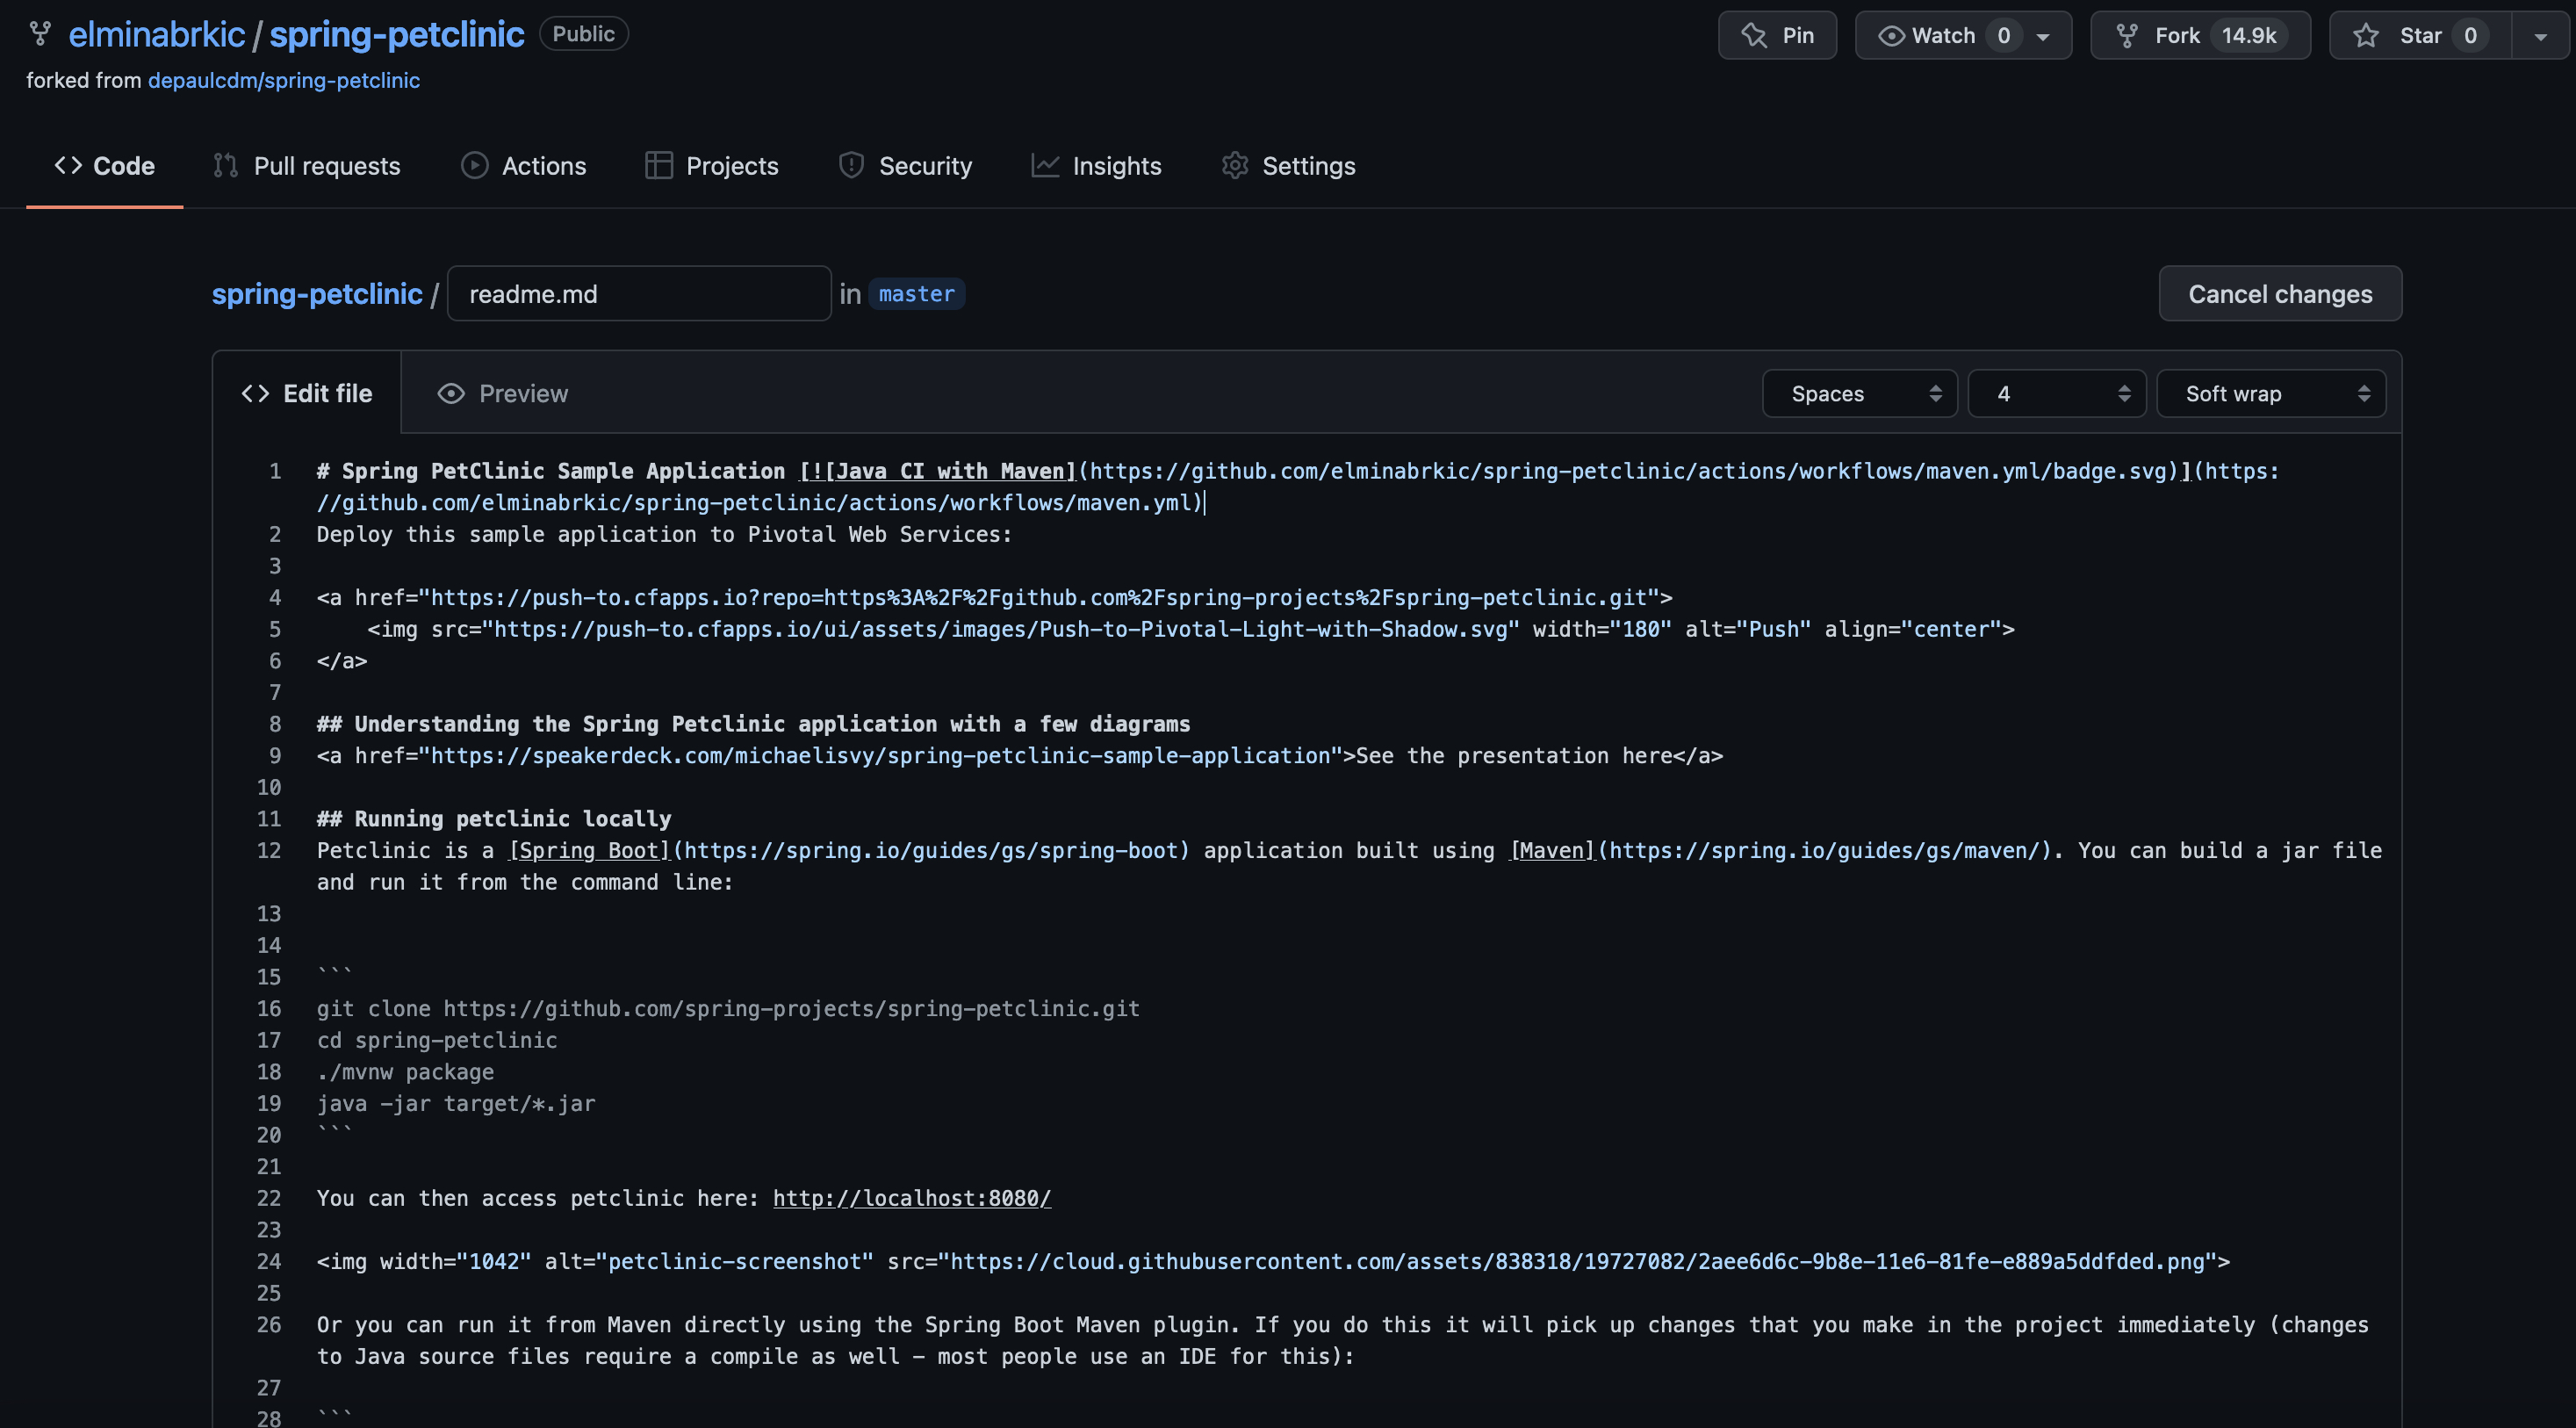 elminabrkic / spring-petclinic Public
Pin Watch 0 Fork 14.9k Star 0
forked from depaulcdm/spring-petclinic
Code Pull requests Actions Projects Security Insights Settings
spring-petclinic / readme.md in master Cancel changes
Edit file Preview Spaces 4 Soft wrap
1 # Spring PetClinic Sample Application [![Java CI with Maven](https://github.com/elminabrkic/spring-petclinic/actions/workflows/maven.yml/badge.svg)](https:
//github.com/elminabrkic/spring-petclinic/actions/workflows/maven.yml)
2 Deploy this sample application to Pivotal Web Services:
3
4 <a href="https://push-to.cfapps.io?repo=https%3A%2F%2Fgithub.com%2Fspring-projects%2Fspring-petclinic.git">
5     <img src="https://push-to.cfapps.io/ui/assets/images/Push-to-Pivotal-Light-with-Shadow.svg" width="180" alt="Push" align="center">
6 </a>
7
8 ## Understanding the Spring Petclinic application with a few diagrams
9 <a href="https://speakerdeck.com/michaelisvy/spring-petclinic-sample-application">See the presentation here</a>
10
11 ## Running petclinic locally
12 Petclinic is a [Spring Boot](https://spring.io/guides/gs/spring-boot) application built using [Maven](https://spring.io/guides/gs/maven/). You can build a jar file
and run it from the command line:
13
14
15 ```
16 git clone https://github.com/spring-projects/spring-petclinic.git
17 cd spring-petclinic
18 ./mvnw package
19 java -jar target/*.jar
20 ```
21
22 You can then access petclinic here: http://localhost:8080/
23
24 <img width="1042" alt="petclinic-screenshot" src="https://cloud.githubusercontent.com/assets/838318/19727082/2aee6d6c-9b8e-11e6-81fe-e889a5ddfded.png">
25
26 Or you can run it from Maven directly using the Spring Boot Maven plugin. If you do this it will pick up changes that you make in the project immediately (changes
to Java source files require a compile as well - most people use an IDE for this):
27
28 ```